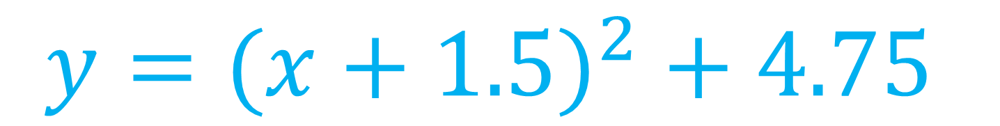 y = (x + 1.5)² + 4.75